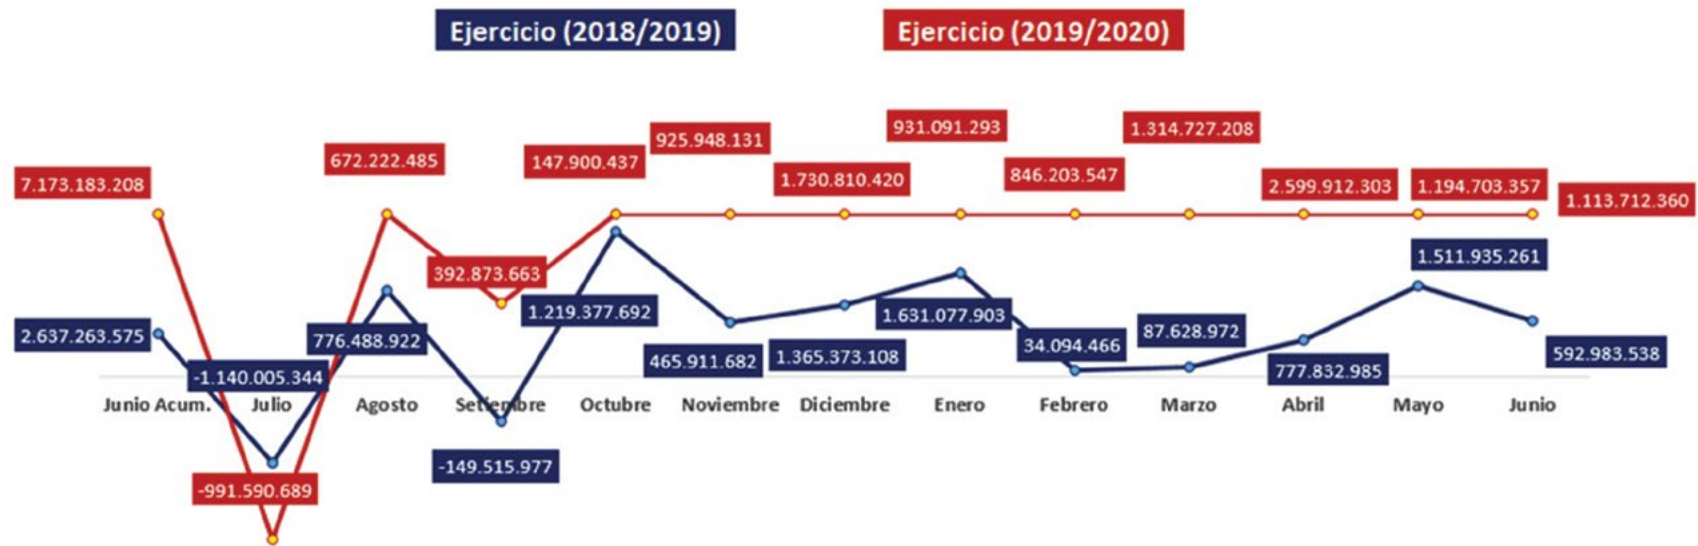 Ejercicio (2018/2019)
Ejercicio (2019/2020)
7.173.183.208
-991.590.689
672.222.485
392.873.663
147.900.437
925.948.131
1.730.810.420
931.091.293
846.203.547
1.314.727.208
2.599.912.303
1.194.703.357
1.113.712.360
2.637.263.575
-1.140.005.344
776.488.922
-149.515.977
1.219.377.692
465.911.682
1.365.373.108
1.631.077.903
34.094.466
87.628.972
777.832.985
1.511.935.261
592.983.538
Junio Acum.
Julio
Agosto
Setiembre
Octubre
Noviembre
Diciembre
Enero
Febrero
Marzo
Abril
Mayo
Junio